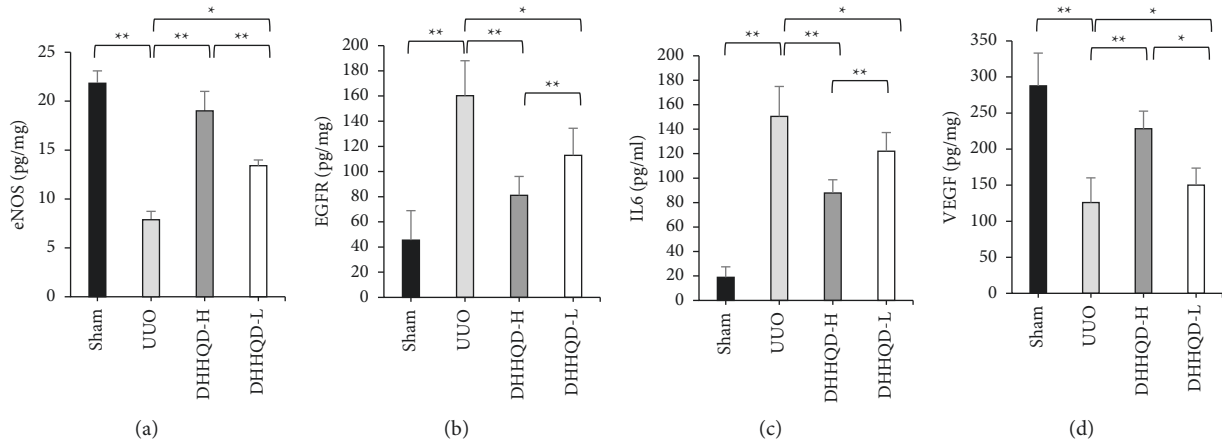 *
**
**
**
25
20
15
10
5
0
eNOS (pg/mg)
Sham
UUO
DHHQD-H
DHHQD-L
(a)
*
**
**
**
200
180
160
140
120
100
80
60
40
20
0
EGFR (pg/mg)
Sham
UUO
DHHQD-H
DHHQD-L
(b)
*
**
**
**
200
180
160
140
120
100
80
60
40
20
0
IL6 (pg/ml)
Sham
UUO
DHHQD-H
DHHQD-L
(c)
**
*
**
*
350
300
250
200
150
100
50
0
VEGF (pg/mg)
Sham
UUO
DHHQD-H
DHHQD-L
(d)